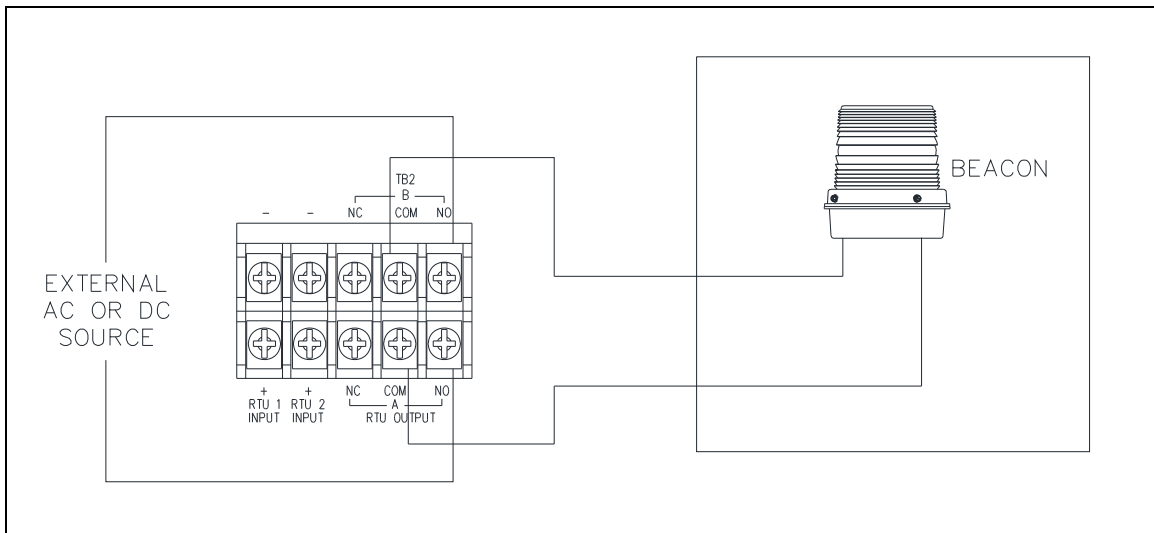 TB2
B
- - NC COM NO
BEACON
EXTERNAL
AC OR DC
SOURCE
+ + NC COM NO
RTU 1 RTU 2 A
INPUT INPUT RTU OUTPUT